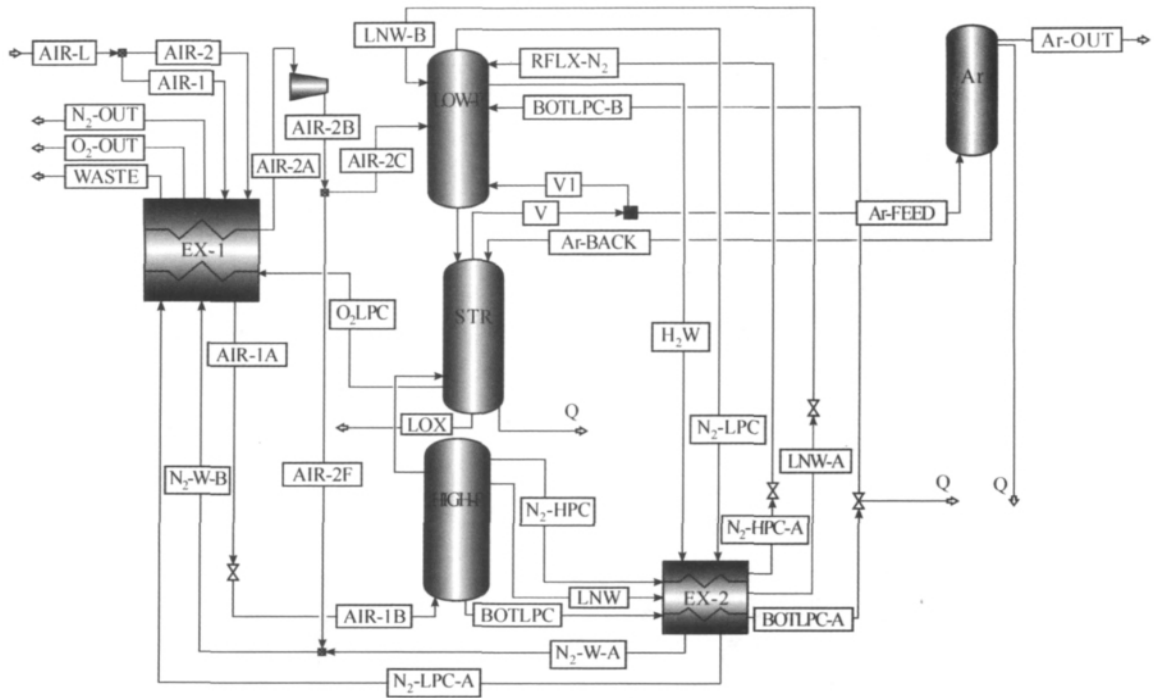 LNW-B
AIR-L
AIR-2
RFLX-N₂
Ar-OUT
AIR-1
Ar
LOW-P
N₂-OUT
AIR-2B
BOTLPC-B
O₂-OUT
AIR-2A
AIR-2C
WASTE
V1
V
Ar-FEED
EX-1
Ar-BACK
O₂LPC
STR
H₂W
AIR-1A
Q
LOX
N₂-LPC
LNW-A
N₂-W-B
AIR-2F
HIGH-P
Q
N₂-HPC
N₂-HPC-A
LNW
EX-2
AIR-1B
BOTLPC
BOTLPC-A
N₂-W-A
N₂-LPC-A